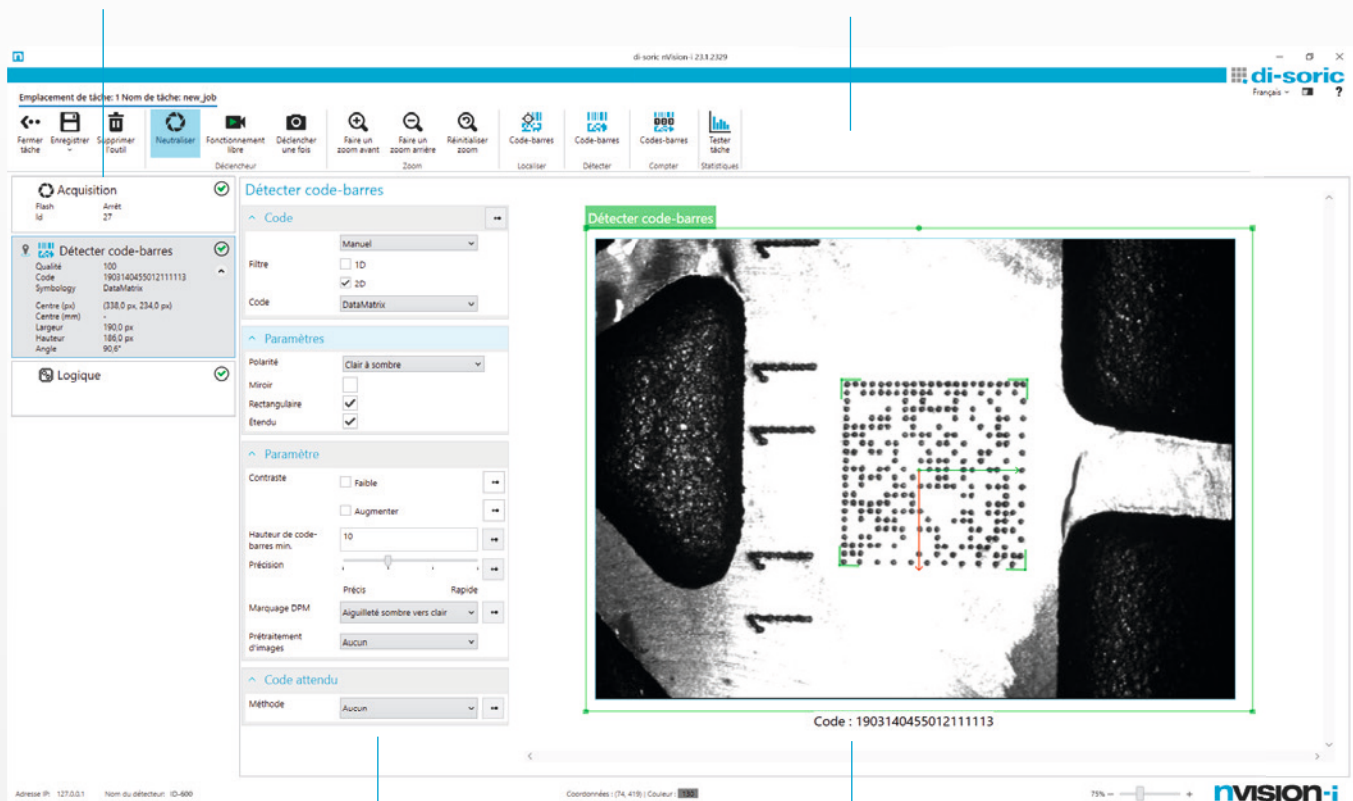 di-soric nVision-i 23.1.2329
di-soric
Emplacement de tâche: 1 Nom de tâche: new_job
Français
?
Fermer tâche
Enregistrer
Supprimer l'outil
Neutraliser
Fonctionnement libre
Déclencher une fois
Faire un zoom avant
Faire un zoom arrière
Réinitialiser zoom
Code-barres
Code-barres
Codes-barres
Tester tâche
Déclencheur
Zoom
Localiser
Détecter
Compter
Statistiques
Acquisition
Flash Arrêt
Id 27
Détecter code-barres
Qualité 100
Code 1903140455012111113
Symbology DataMatrix
Centre (px) (338,0 px, 234,0 px)
Centre (mm) -
Largeur 190,0 px
Hauteur 186,0 px
Angle 90,6°
Logique
Détecter code-barres
Code
Manuel
Filtre 1D
2D
Code DataMatrix
Paramètres
Polarité Clair à sombre
Miroir
Rectangulaire
Étendu
Paramètre
Contraste Faible
Augmenter
Hauteur de code-barres min. 10
Précision
Précis Rapide
Marquage DPM Aiguilleté sombre vers clair
Prétraitement d'images Aucun
Code attendu
Méthode Aucun
Détecter code-barres
Code : 1903140455012111113
Adresse IP: 127.0.0.1 Nom du détecteur: ID-600
Coordonnées : (74, 419) | Couleur : 130
75% − +
nvision-i